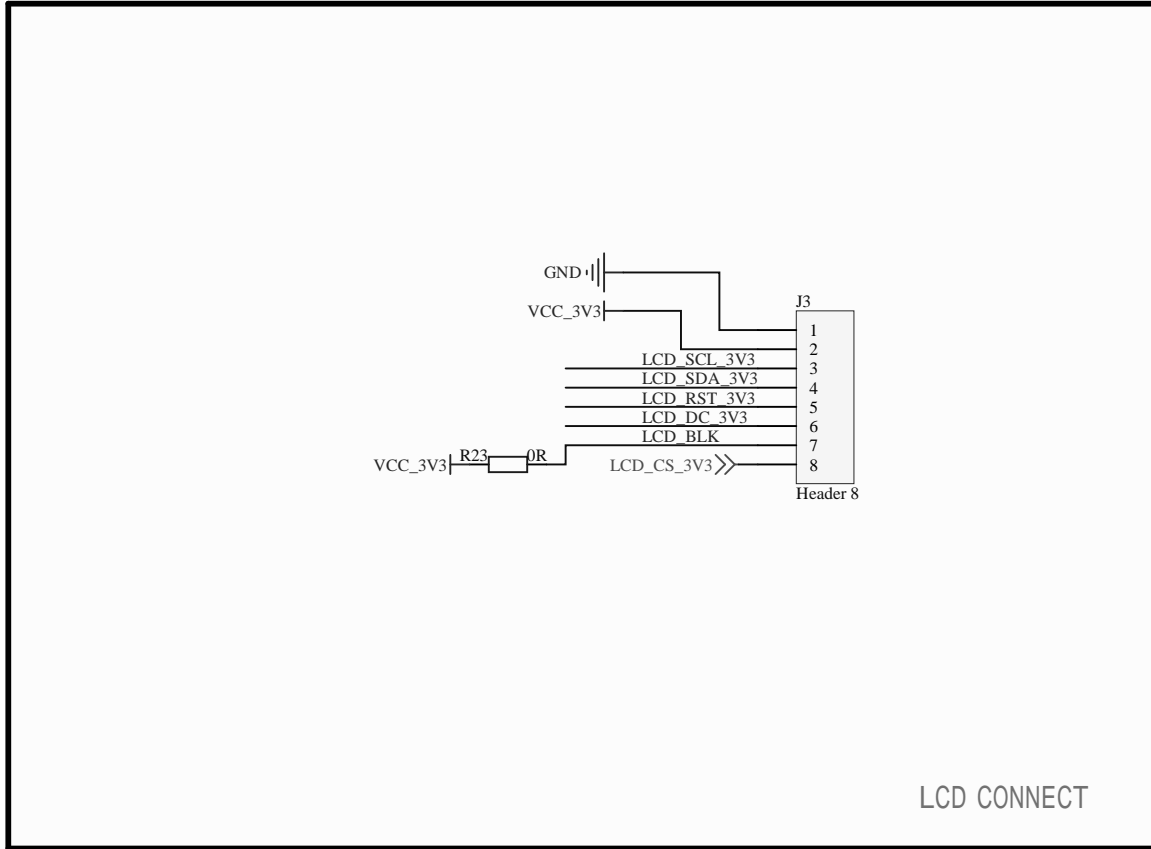 GND
J3
VCC_3V3
1
2
LCD_SCL_3V3
3
LCD_SDA_3V3
4
LCD_RST_3V3
5
LCD_DC_3V3
6
LCD_BLK
7
VCC_3V3 R23 0R LCD_CS_3V3 8
Header 8
LCD CONNECT